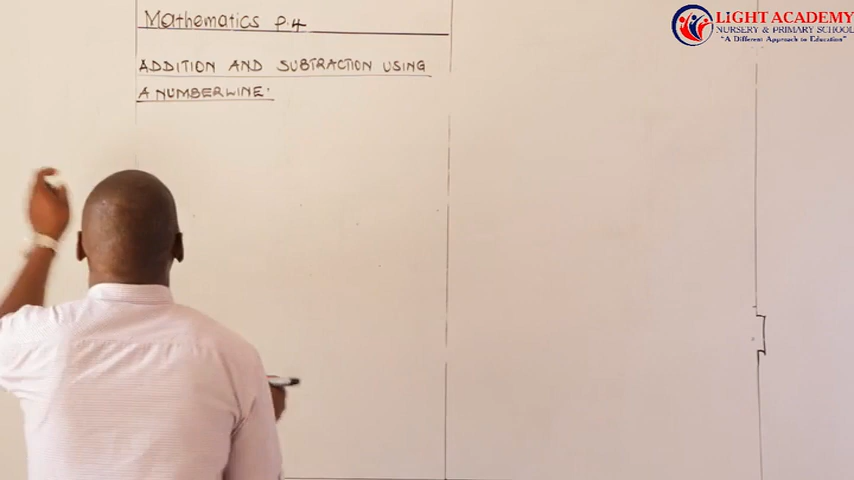 Mathematics P.4
ADDITION AND SUBTRACTION USING
A NUMBERLINE.
LIGHT ACADEMY
NURSERY & PRIMARY SCHOOL
"A Different Approach to Education"